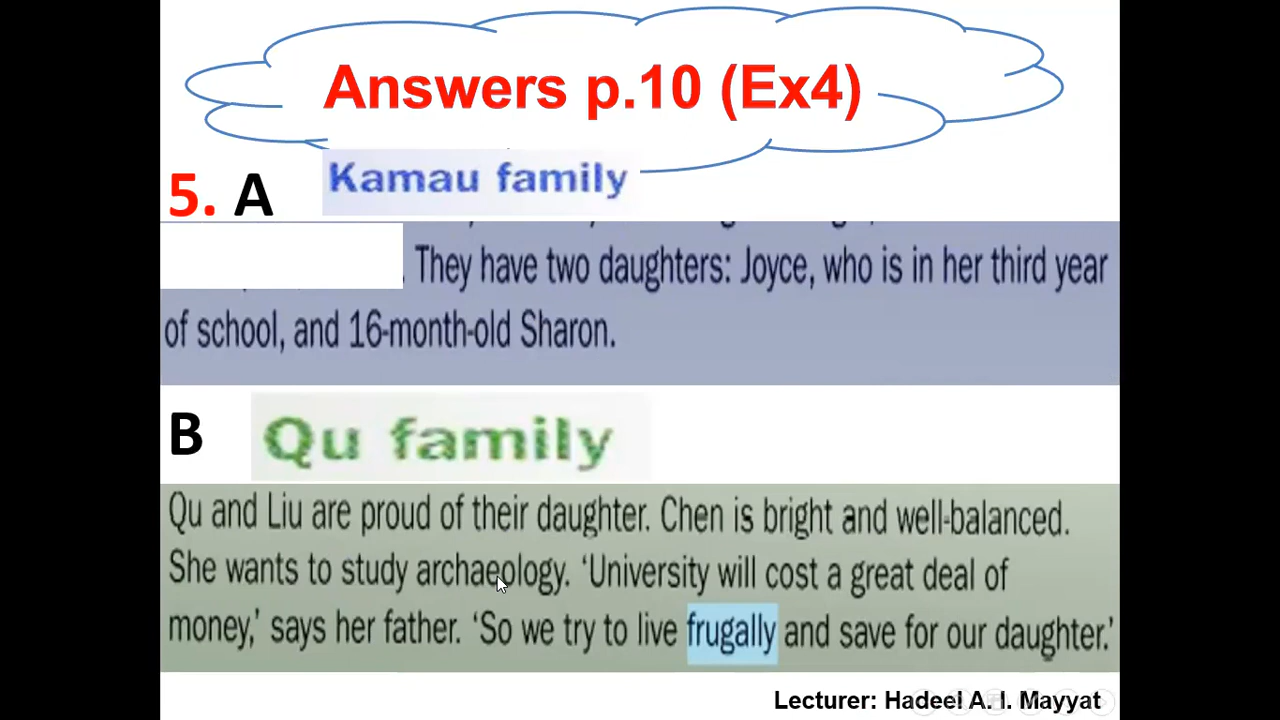 Answers p.10 (Ex4)
5. A Kamau family
. They have two daughters: Joyce, who is in her third year
of school, and 16-month-old Sharon.
B Qu family
Qu and Liu are proud of their daughter. Chen is bright and well-balanced.
She wants to study archaeology. ‘University will cost a great deal of
money,’ says her father. ‘So we try to live frugally and save for our daughter.’
Lecturer: Hadeel A. I. Mayyat